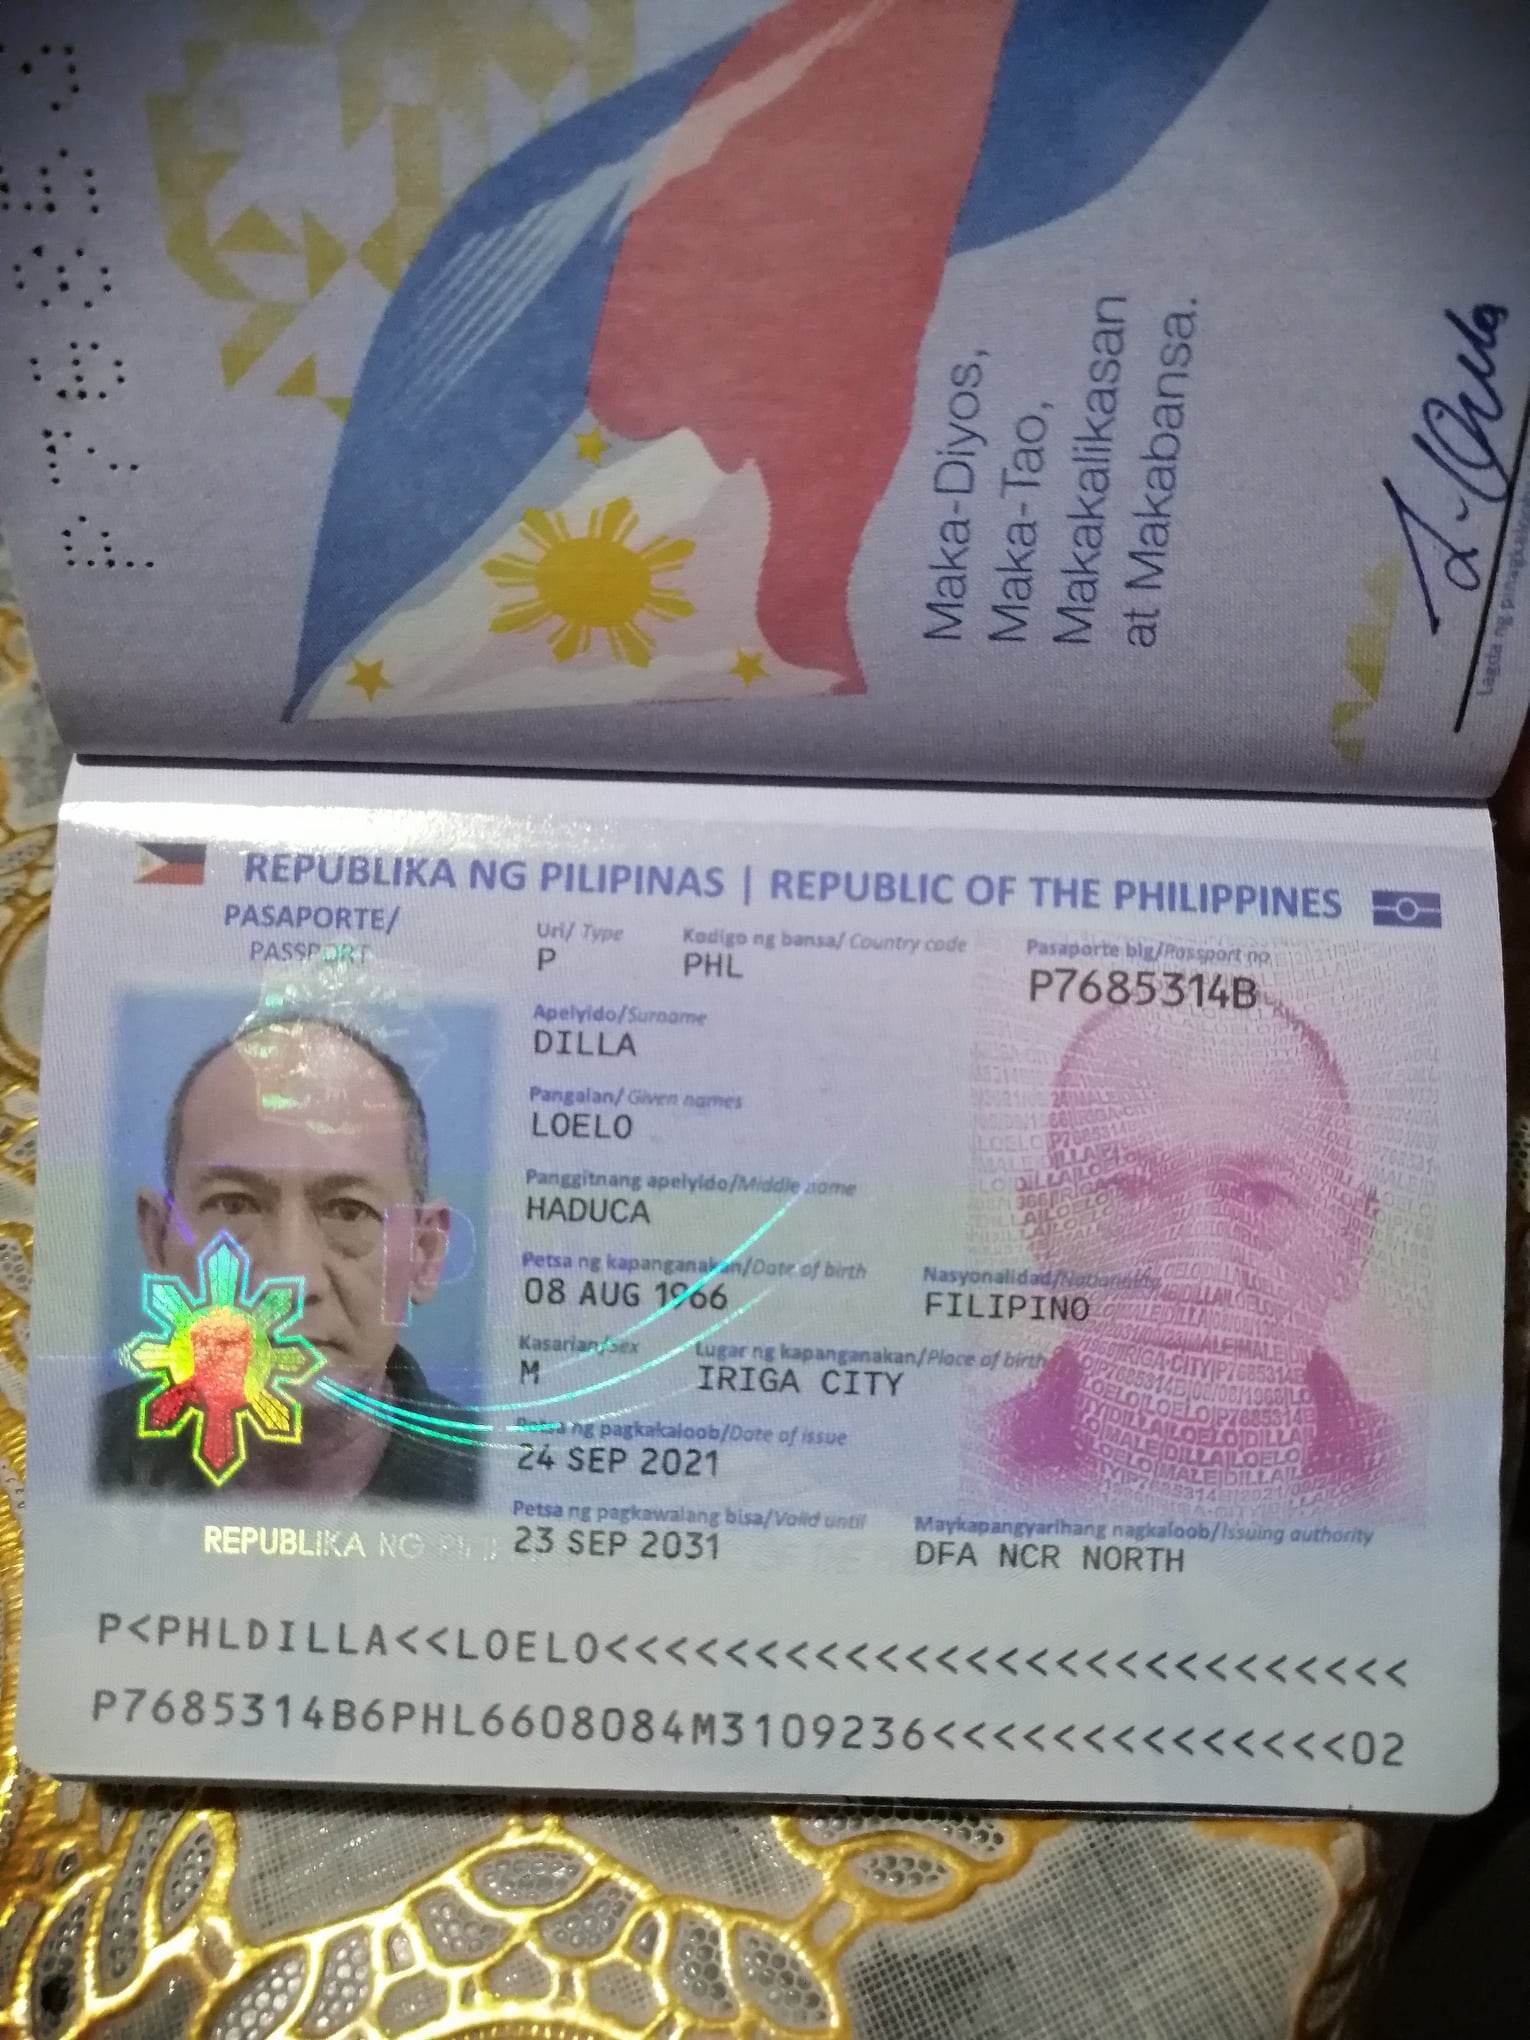 P7685
Maka-Diyos,
Maka-Tao,
Makakalikasan
at Makabansa.
Lagda ng
REPUBLIKA NG PILIPINAS | REPUBLIC OF THE PHILIPPINES
PASAPORTE/
PASSPORT
Uri/ Type
Kodigo ng bansa/ Country code
Pasaporte blg/Passport no.
P
PHL
P7685314B
Apelyido/Surname
DILLA
Pangalan/ Given names
LOELO
Panggitnang apelyido/Middle name
HADUCA
Petsa ng kapanganakan/Date of birth
Nasyonalidad/Nationality
08 AUG 1966
FILIPINO
Kasarian/Sex
Lugar ng kapanganakan/Place of birth
M
IRIGA CITY
Petsa ng pagkakaloob/Date of issue
24 SEP 2021
Petsa ng pagkawalang bisa/Valid until
Maykapangyarihang nagkaloob/Issuing authority
23 SEP 2031
DFA NCR NORTH
REPUBLIKA NG
P<PHLDILLA<<LOELO<<<<<<<<<<<<<<<<<<<<<<<<<<<
P7685314B6PHL6608084M3109236<<<<<<<<<<<<<<02